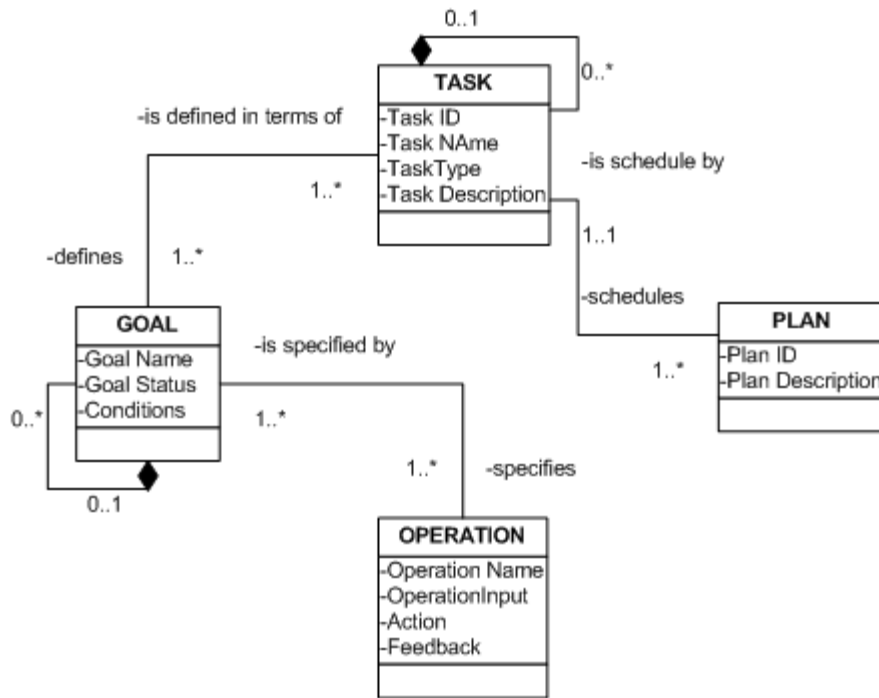 0..1
TASK
0..*
-is defined in terms of
-Task ID
-Task NAme
-TaskType
-Task Description
-is schedule by
1..*
1..1
-defines
1..*
-schedules
GOAL
PLAN
-Goal Name
-Goal Status
-Conditions
-is specified by
-Plan ID
-Plan Description
1..*
0..*
1..*
1..*
-specifies
0..1
OPERATION
-Operation Name
-OperationInput
-Action
-Feedback